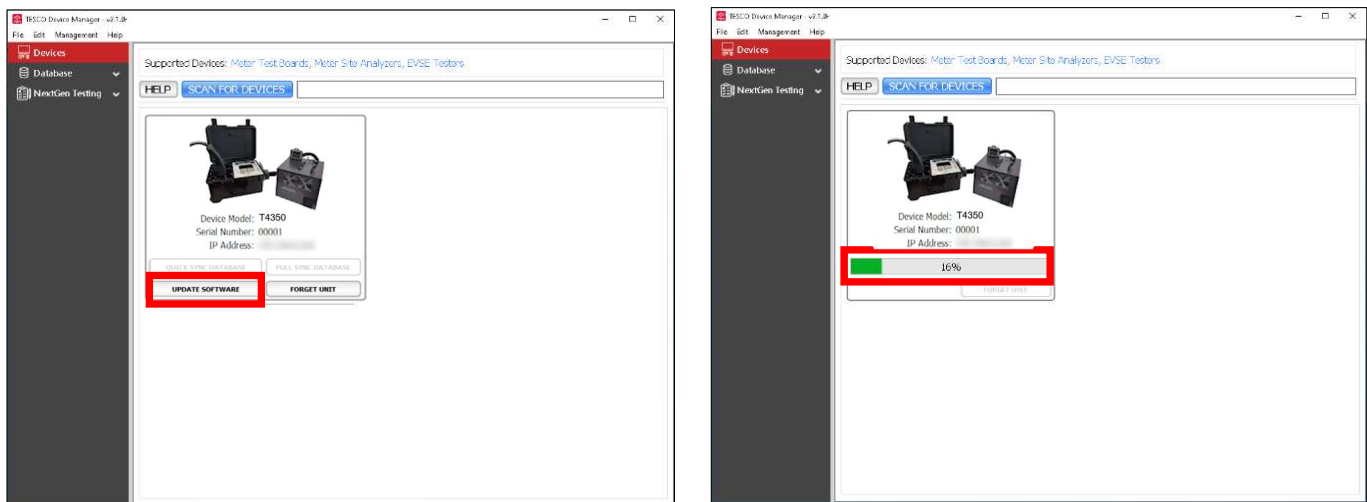 TESCO Device Manager - v2.1.0
File Edit Management Help
Devices
Database
NextGen Testing
Supported Devices: Meter Test Boards, Meter Site Analyzers, EVSE Testers
HELP SCAN FOR DEVICES
Device Model: T4350
Serial Number: 00001
IP Address:
QUICK SYNC DATABASE FULL SYNC DATABASE
UPDATE SOFTWARE FORGET UNIT
TESCO Device Manager - v2.1.0
File Edit Management Help
Devices
Database
NextGen Testing
Supported Devices: Meter Test Boards, Meter Site Analyzers, EVSE Testers
HELP SCAN FOR DEVICES
Device Model: T4350
Serial Number: 00001
IP Address:
16%
FORGET UNIT